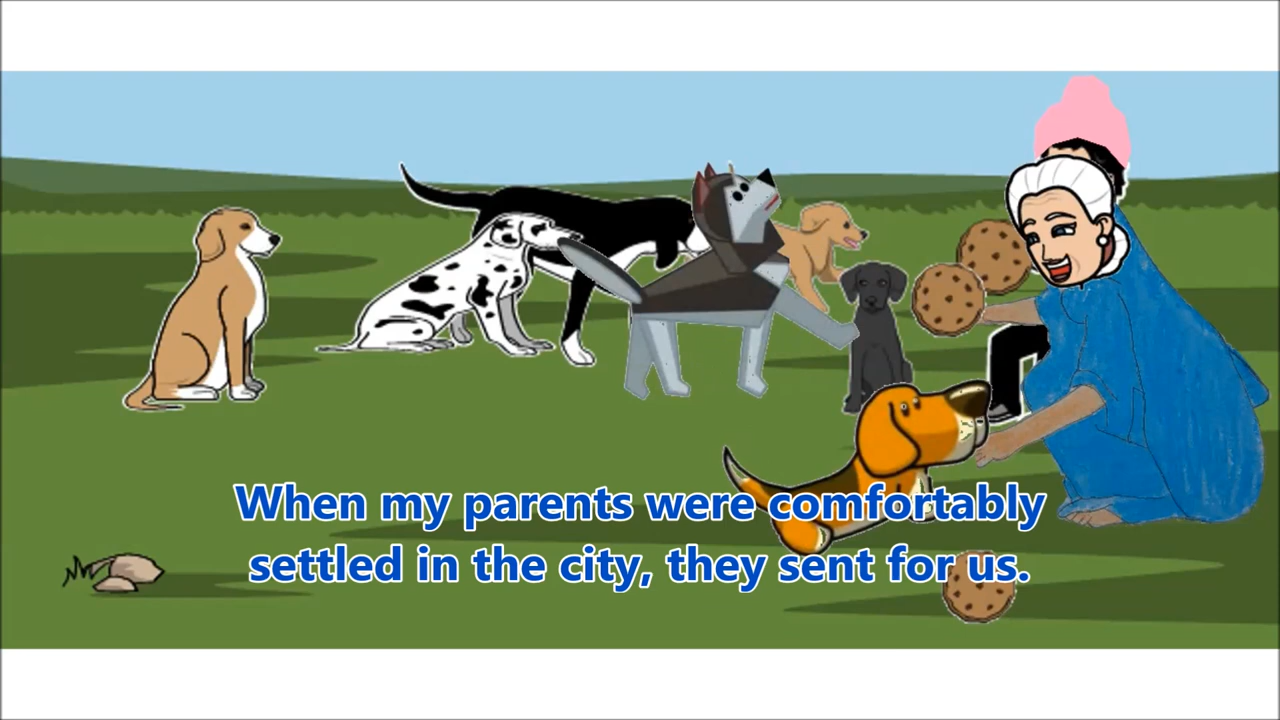 When my parents were comfortably
settled in the city, they sent for us.